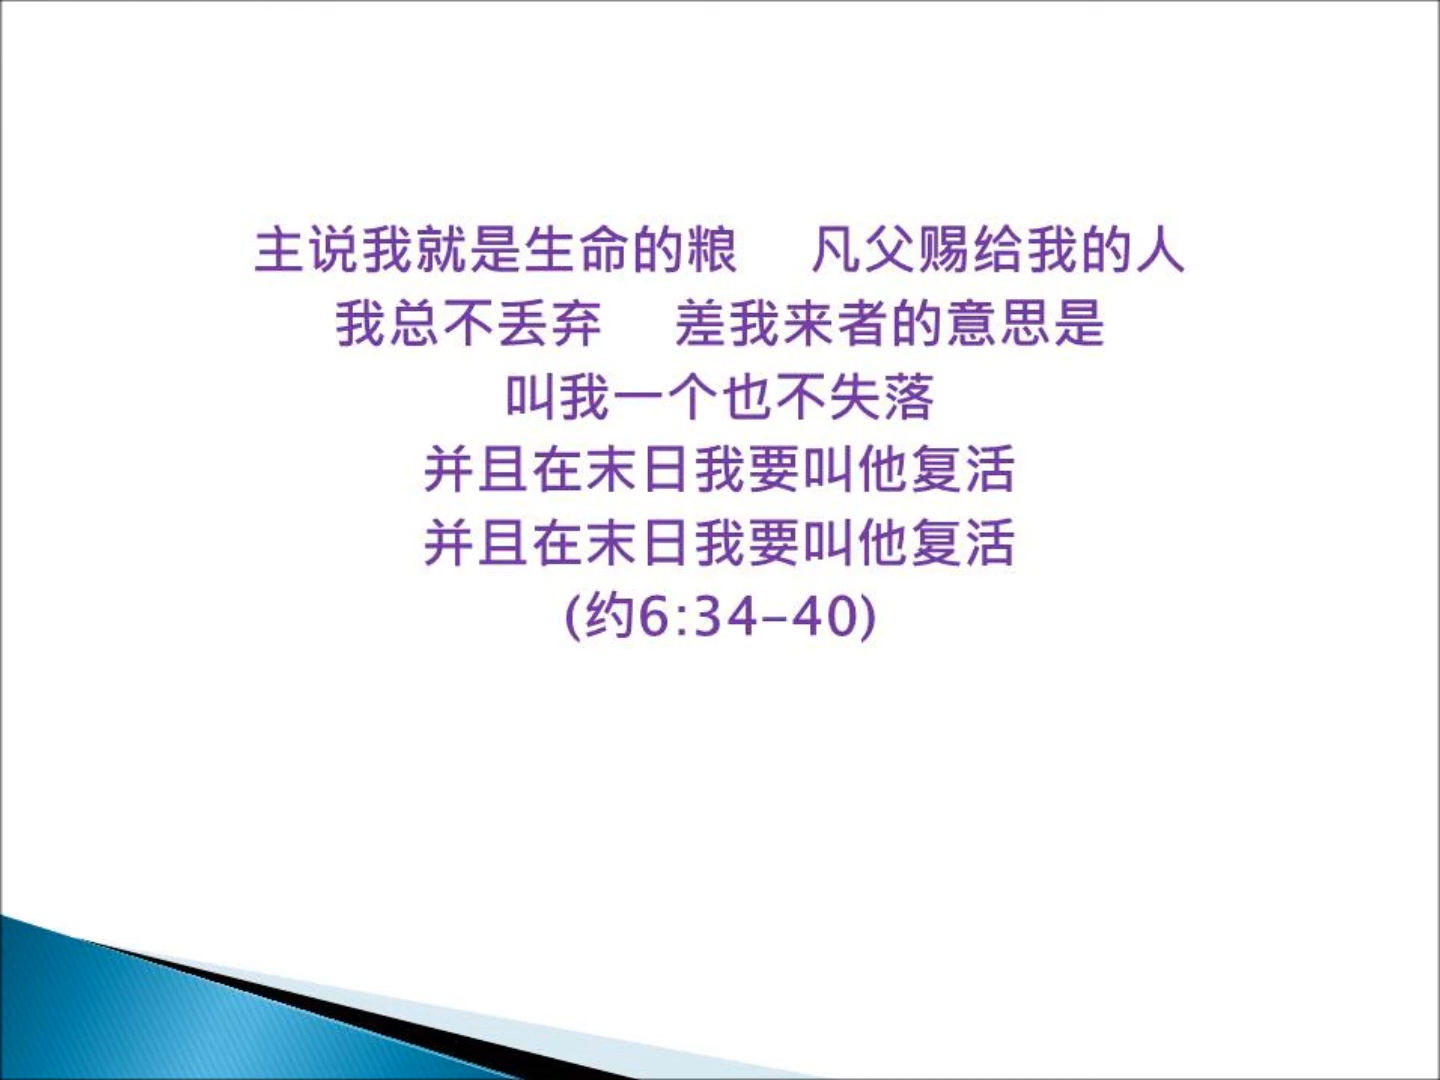 主说我就是生命的粮 凡父赐给我的人
我总不丢弃 差我来者的意思是
叫我一个也不失落
并且在末日我要叫他复活
并且在末日我要叫他复活
(约6:34-40)